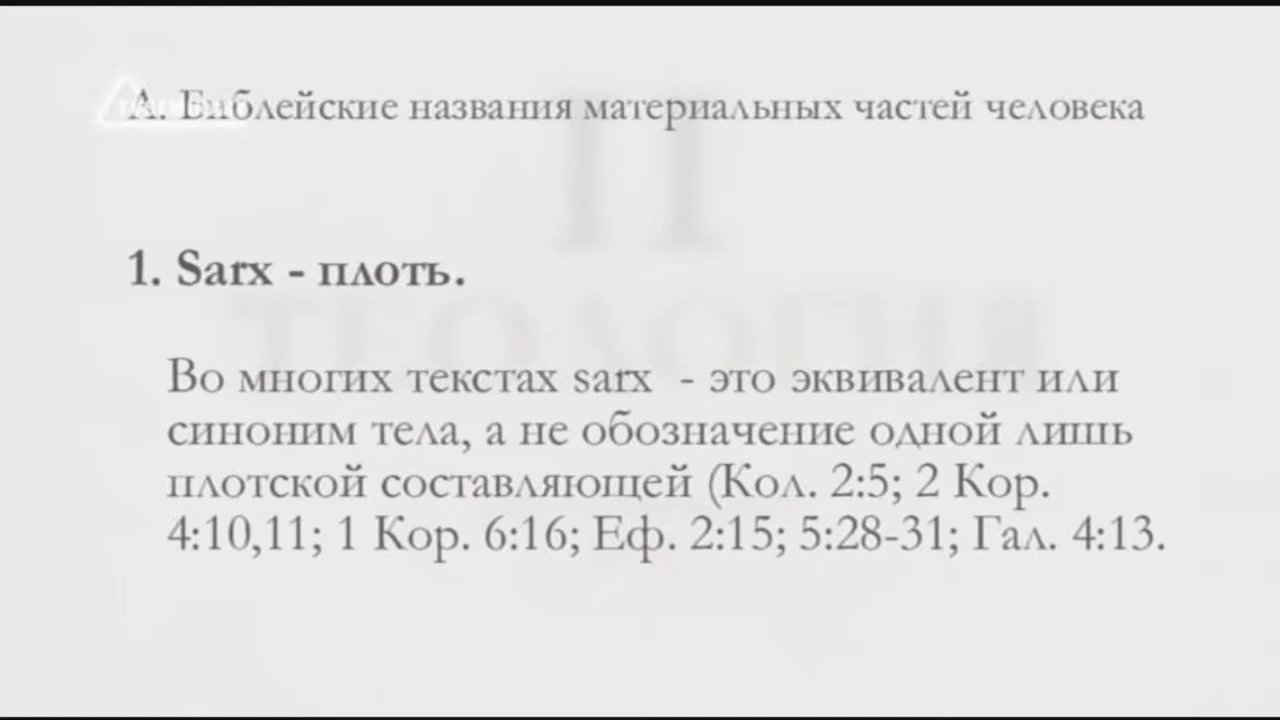 А. Библейские названия материальных частей человека
II
ТЕОЛОГИЯ
1. Sarx - плоть.
Во многих текстах sarx - это эквивалент или
синоним тела, а не обозначение одной лишь
плотской составляющей (Кол. 2:5; 2 Кор.
4:10,11; 1 Кор. 6:16; Еф. 2:15; 5:28-31; Гал. 4:13.